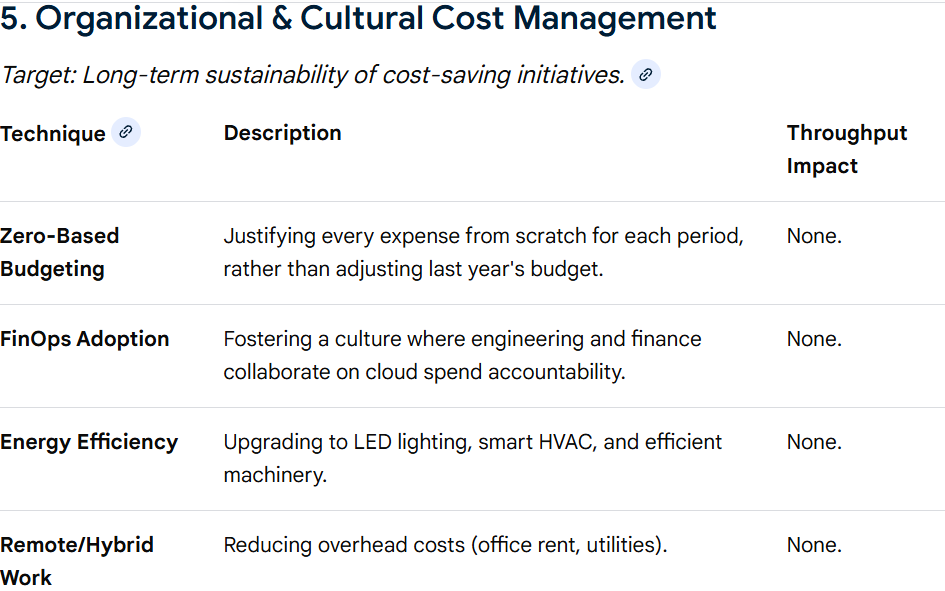 5. Organizational & Cultural Cost Management
Target: Long-term sustainability of cost-saving initiatives.
Technique Description Throughput
Impact
Zero-Based Justifying every expense from scratch for each period, None.
Budgeting rather than adjusting last year's budget.
FinOps Adoption Fostering a culture where engineering and finance None.
collaborate on cloud spend accountability.
Energy Efficiency Upgrading to LED lighting, smart HVAC, and efficient None.
machinery.
Remote/Hybrid Reducing overhead costs (office rent, utilities). None.
Work